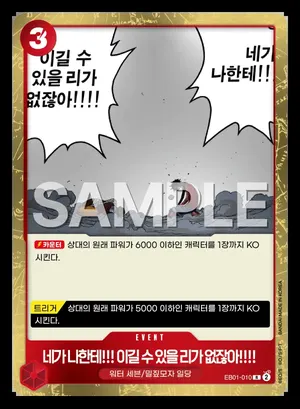 3
이길 수
있을 리가
없잖아!!!!
네가
나한테!!
SAMPLE
카운터 상대의 원래 파워가 6000 이하인 캐릭터를 1장까지 KO
시킨다.
트리거 상대의 원래 파워가 5000 이하인 캐릭터를 1장까지 KO
시킨다.
EVENT
네가 나한테!!! 이길 수 있을 리가 없잖아!!!!
워터 세븐/밀짚모자 일당
EB01-010 R 2